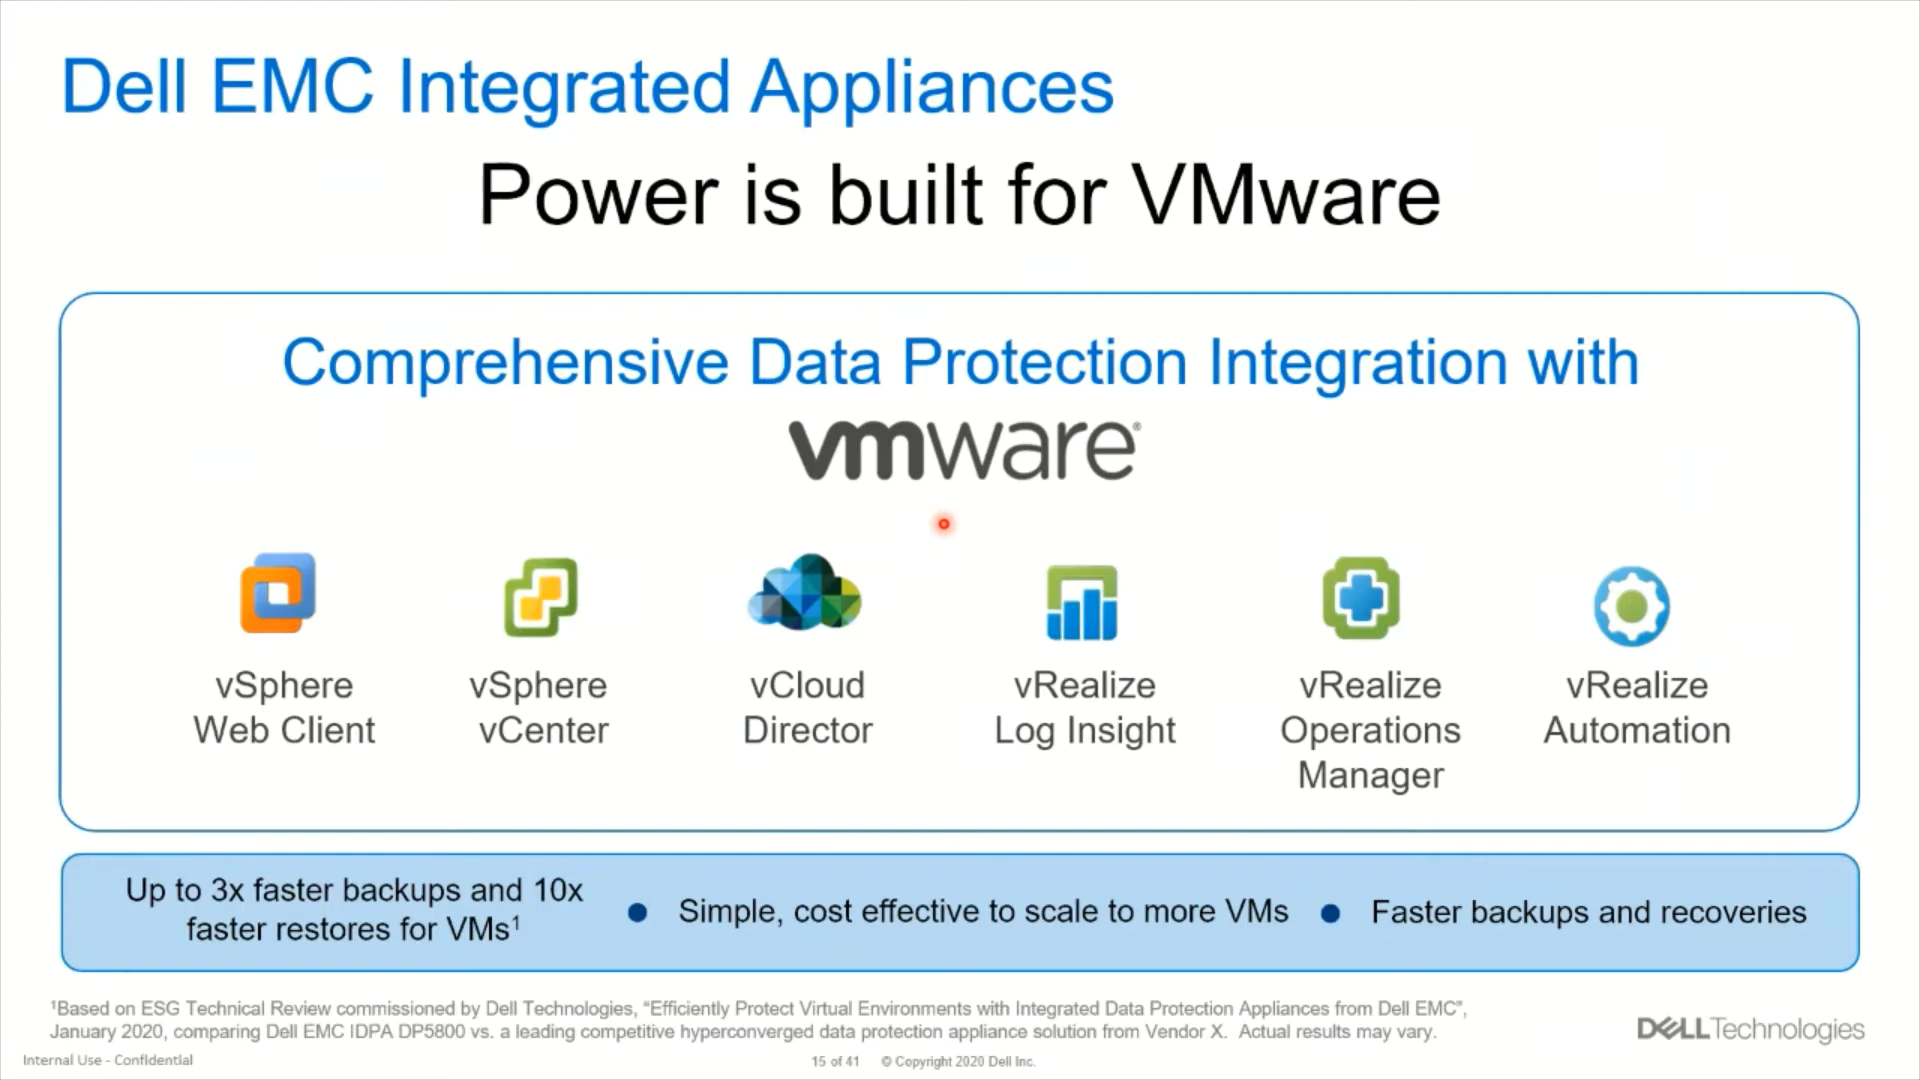 Dell EMC Integrated Appliances
Power is built for VMware
Comprehensive Data Protection Integration with
vmware®
vSphere
Web Client
vSphere
vCenter
vCloud
Director
vRealize
Log Insight
vRealize
Operations
Manager
vRealize
Automation
Up to 3x faster backups and 10x
faster restores for VMs¹
● Simple, cost effective to scale to more VMs
● Faster backups and recoveries
¹Based on ESG Technical Review commissioned by Dell Technologies, “Efficiently Protect Virtual Environments with Integrated Data Protection Appliances from Dell EMC”,
January 2020, comparing Dell EMC IDPA DP5800 vs. a leading competitive hyperconverged data protection appliance solution from Vendor X. Actual results may vary.
DELLTechnologies
Internal Use - Confidential
15 of 41
© Copyright 2020 Dell Inc.